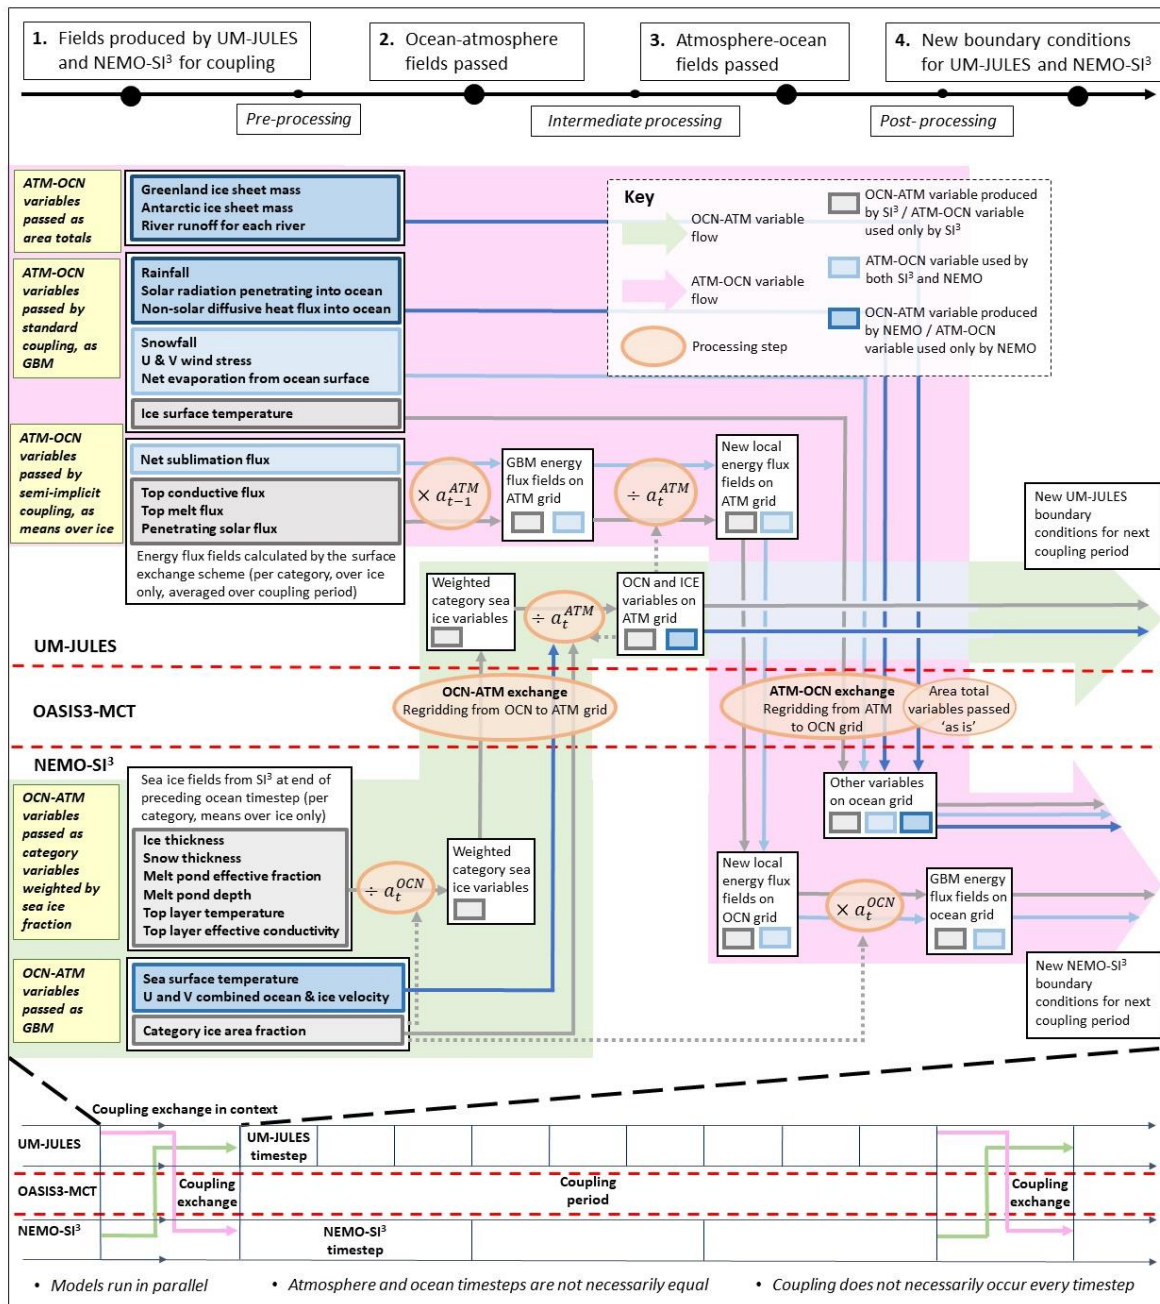 1. Fields produced by UM-JULES
and NEMO-SI³ for coupling
2. Ocean-atmosphere
fields passed
3. Atmosphere-ocean
fields passed
4. New boundary conditions
for UM-JULES and NEMO-SI³
Pre-processing
Intermediate processing
Post- processing
ATM-OCN
variables
passed as
area totals
Greenland ice sheet mass
Antarctic ice sheet mass
River runoff for each river
Key
OCN-ATM variable
flow
ATM-OCN variable
flow
Processing step
OCN-ATM variable produced
by SI³ / ATM-OCN variable
used only by SI³
ATM-OCN variable used by
both SI³ and NEMO
OCN-ATM variable produced
by NEMO / ATM-OCN
variable used only by NEMO
ATM-OCN
variables
passed by
standard
coupling, as
GBM
Rainfall
Solar radiation penetrating into ocean
Non-solar diffusive heat flux into ocean
Snowfall
U & V wind stress
Net evaporation from ocean surface
Ice surface temperature
ATM-OCN
variables
passed by
semi-implicit
coupling, as
means over ice
Net sublimation flux
Top conductive flux
Top melt flux
Penetrating solar flux
Energy flux fields calculated by the surface
exchange scheme (per category, over ice
only, averaged over coupling period)
× a_{t−1}^{ATM}
GBM energy
flux fields on
ATM grid
÷ a_t^{ATM}
New local
energy flux
fields on
ATM grid
New UM-JULES
boundary
conditions for next
coupling period
Weighted
category sea
ice variables
÷ a_t^{ATM}
OCN and ICE
variables on
ATM grid
UM-JULES
OCN-ATM exchange
Regridding from OCN to ATM grid
ATM-OCN exchange
Regridding from ATM
to OCN grid
Area total
variables passed
'as is'
OASIS3-MCT
NEMO-SI³
OCN-ATM
variables
passed as
category
variables
weighted by
sea ice
fraction
Sea ice fields from SI³ at end of
preceding ocean timestep (per
category, means over ice only)
Ice thickness
Snow thickness
Melt pond effective fraction
Melt pond depth
Top layer temperature
Top layer effective conductivity
÷ a_t^{OCN}
Weighted
category sea
ice variables
Other variables
on ocean grid
New local
energy flux
fields on
OCN grid
× a_t^{OCN}
GBM energy
flux fields on
ocean grid
OCN-ATM
variables
passed as
GBM
Sea surface temperature
U and V combined ocean & ice velocity
Category ice area fraction
New NEMO-SI³
boundary
conditions for next
coupling period
Coupling exchange in context
UM-JULES
UM-JULES
timestep
OASIS3-MCT
Coupling
exchange
Coupling
period
Coupling
exchange
NEMO-SI³
NEMO-SI³
timestep
• Models run in parallel
• Atmosphere and ocean timesteps are not necessarily equal
• Coupling does not necessarily occur every timestep